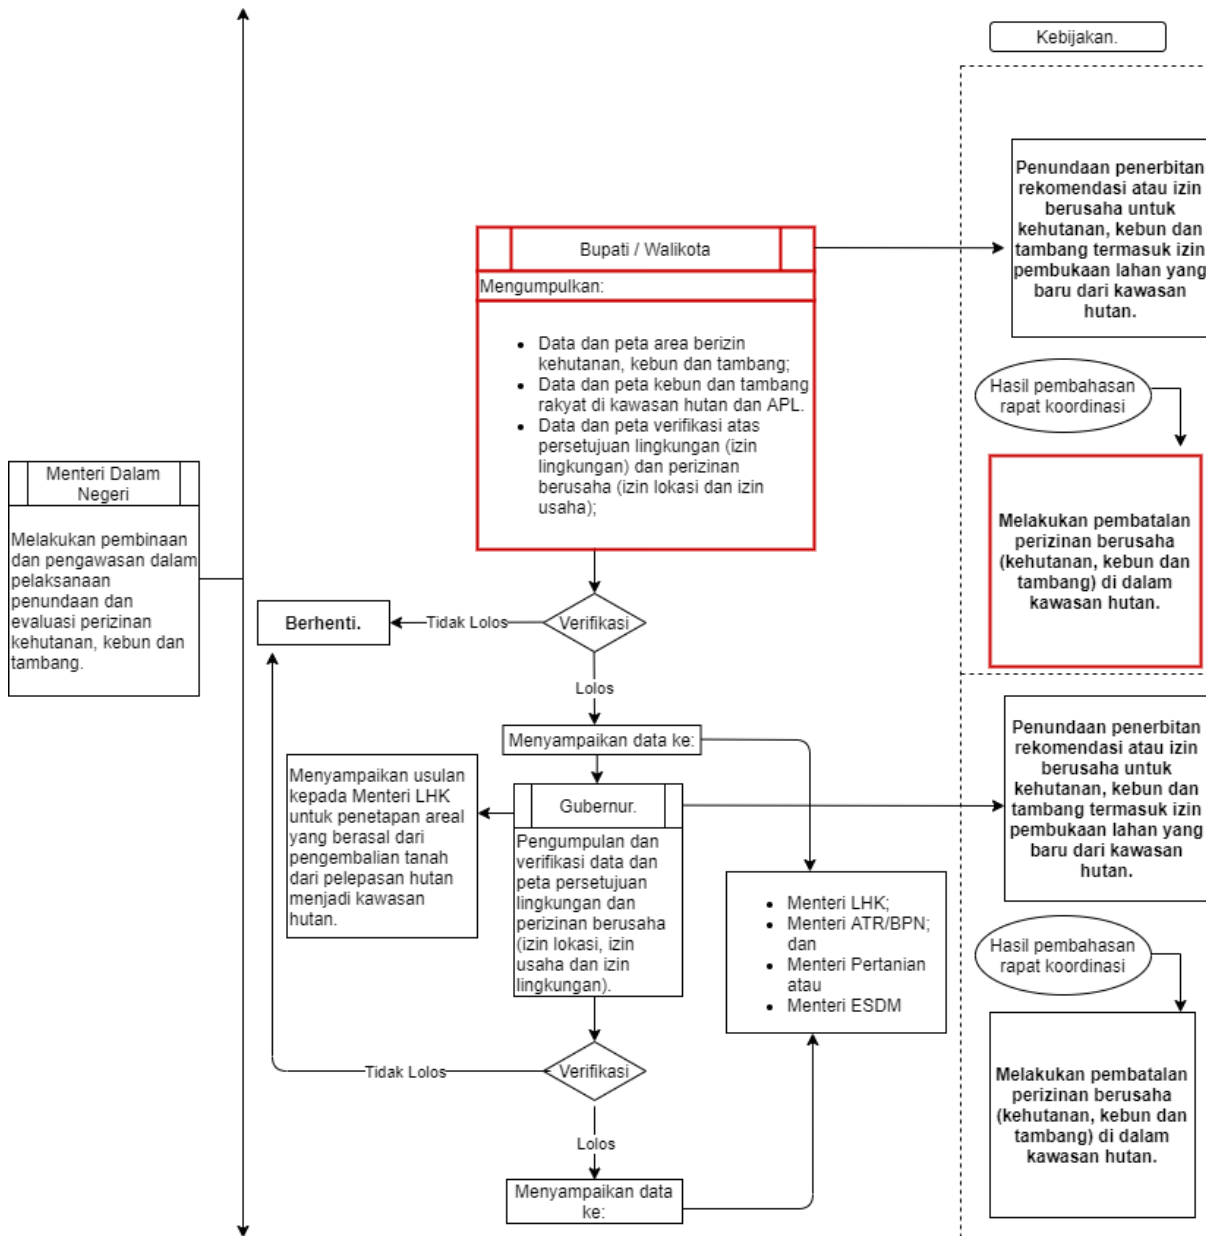 Kebijakan.
Penundaan penerbitan
rekomendasi atau izin
berusaha untuk
kehutanan, kebun dan
tambang termasuk izin
pembukaan lahan yang
baru dari kawasan
hutan.
Bupati / Walikota
Mengumpulkan:
• Data dan peta area berizin
kehutanan, kebun dan tambang;
• Data dan peta kebun dan tambang
rakyat di kawasan hutan dan APL.
• Data dan peta verifikasi atas
persetujuan lingkungan (izin
lingkungan) dan perizinan
berusaha (izin lokasi dan izin
usaha);
Hasil pembahasan
rapat koordinasi
Melakukan pembatalan
perizinan berusaha
(kehutanan, kebun dan
tambang) di dalam
kawasan hutan.
Menteri Dalam
Negeri
Melakukan pembinaan
dan pengawasan dalam
pelaksanaan
penundaan dan
evaluasi perizinan
kehutanan, kebun dan
tambang.
Berhenti.
Tidak Lolos
Verifikasi
Lolos
Menyampaikan data ke:
Menyampaikan usulan
kepada Menteri LHK
untuk penetapan areal
yang berasal dari
pengembalian tanah
dari pelepasan hutan
menjadi kawasan
hutan.
Gubernur.
Pengumpulan dan
verifikasi data dan
peta persetujuan
lingkungan dan
perizinan berusaha
(izin lokasi, izin
usaha dan izin
lingkungan).
Penundaan penerbitan
rekomendasi atau izin
berusaha untuk
kehutanan, kebun dan
tambang termasuk izin
pembukaan lahan yang
baru dari kawasan
hutan.
• Menteri LHK;
• Menteri ATR/BPN;
dan
• Menteri Pertanian
atau
• Menteri ESDM
Hasil pembahasan
rapat koordinasi
Melakukan pembatalan
perizinan berusaha
(kehutanan, kebun dan
tambang) di dalam
kawasan hutan.
Tidak Lolos
Verifikasi
Lolos
Menyampaikan data
ke: